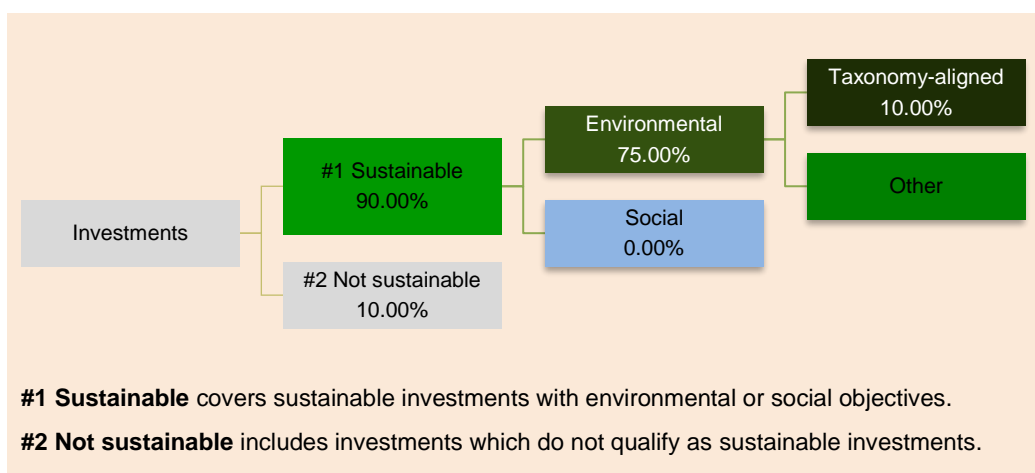 Investments
#1 Sustainable
90.00%
#2 Not sustainable
10.00%
Environmental
75.00%
Social
0.00%
Taxonomy-aligned
10.00%
Other
#1 Sustainable covers sustainable investments with environmental or social objectives.
#2 Not sustainable includes investments which do not qualify as sustainable investments.